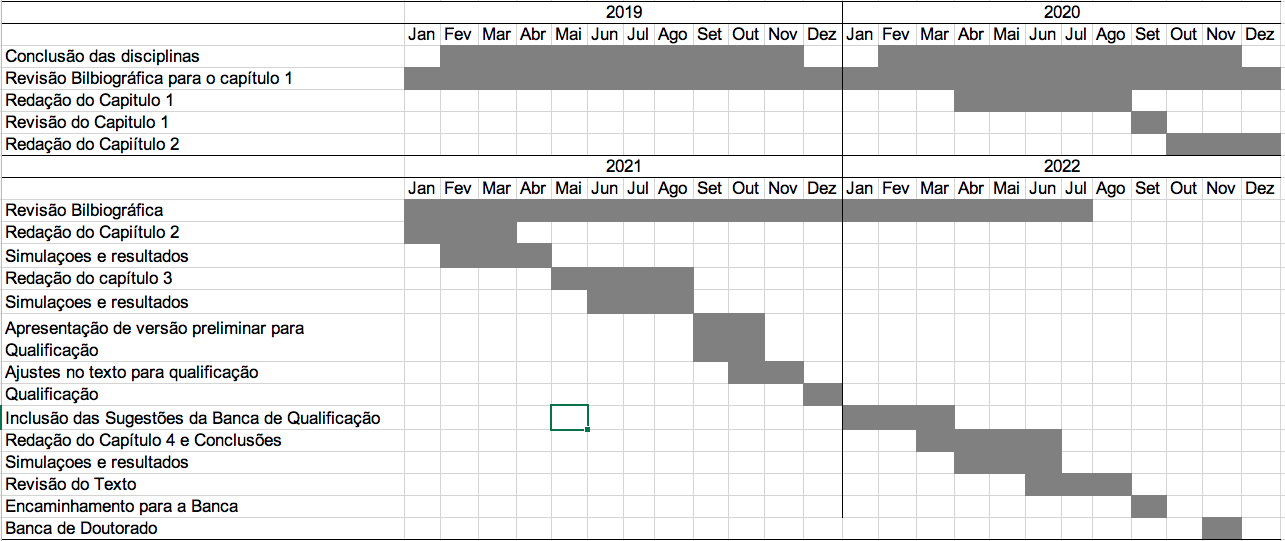 2019 2020
Jan Fev Mar Abr Mai Jun Jul Ago Set Out Nov Dez Jan Fev Mar Abr Mai Jun Jul Ago Set Out Nov Dez
Conclusão das disciplinas
Revisão Bilbiográfica para o capítulo 1
Redação do Capitulo 1
Revisão do Capitulo 1
Redação do Capiítulo 2
2021 2022
Jan Fev Mar Abr Mai Jun Jul Ago Set Out Nov Dez Jan Fev Mar Abr Mai Jun Jul Ago Set Out Nov Dez
Revisão Bilbiográfica
Redação do Capiítulo 2
Simulaçoes e resultados
Redação do capítulo 3
Simulaçoes e resultados
Apresentação de versão preliminar para
Qualificação
Ajustes no texto para qualificação
Qualificação
Inclusão das Sugestões da Banca de Qualificação
Redação do Capítulo 4 e Conclusões
Simulaçoes e resultados
Revisão do Texto
Encaminhamento para a Banca
Banca de Doutorado